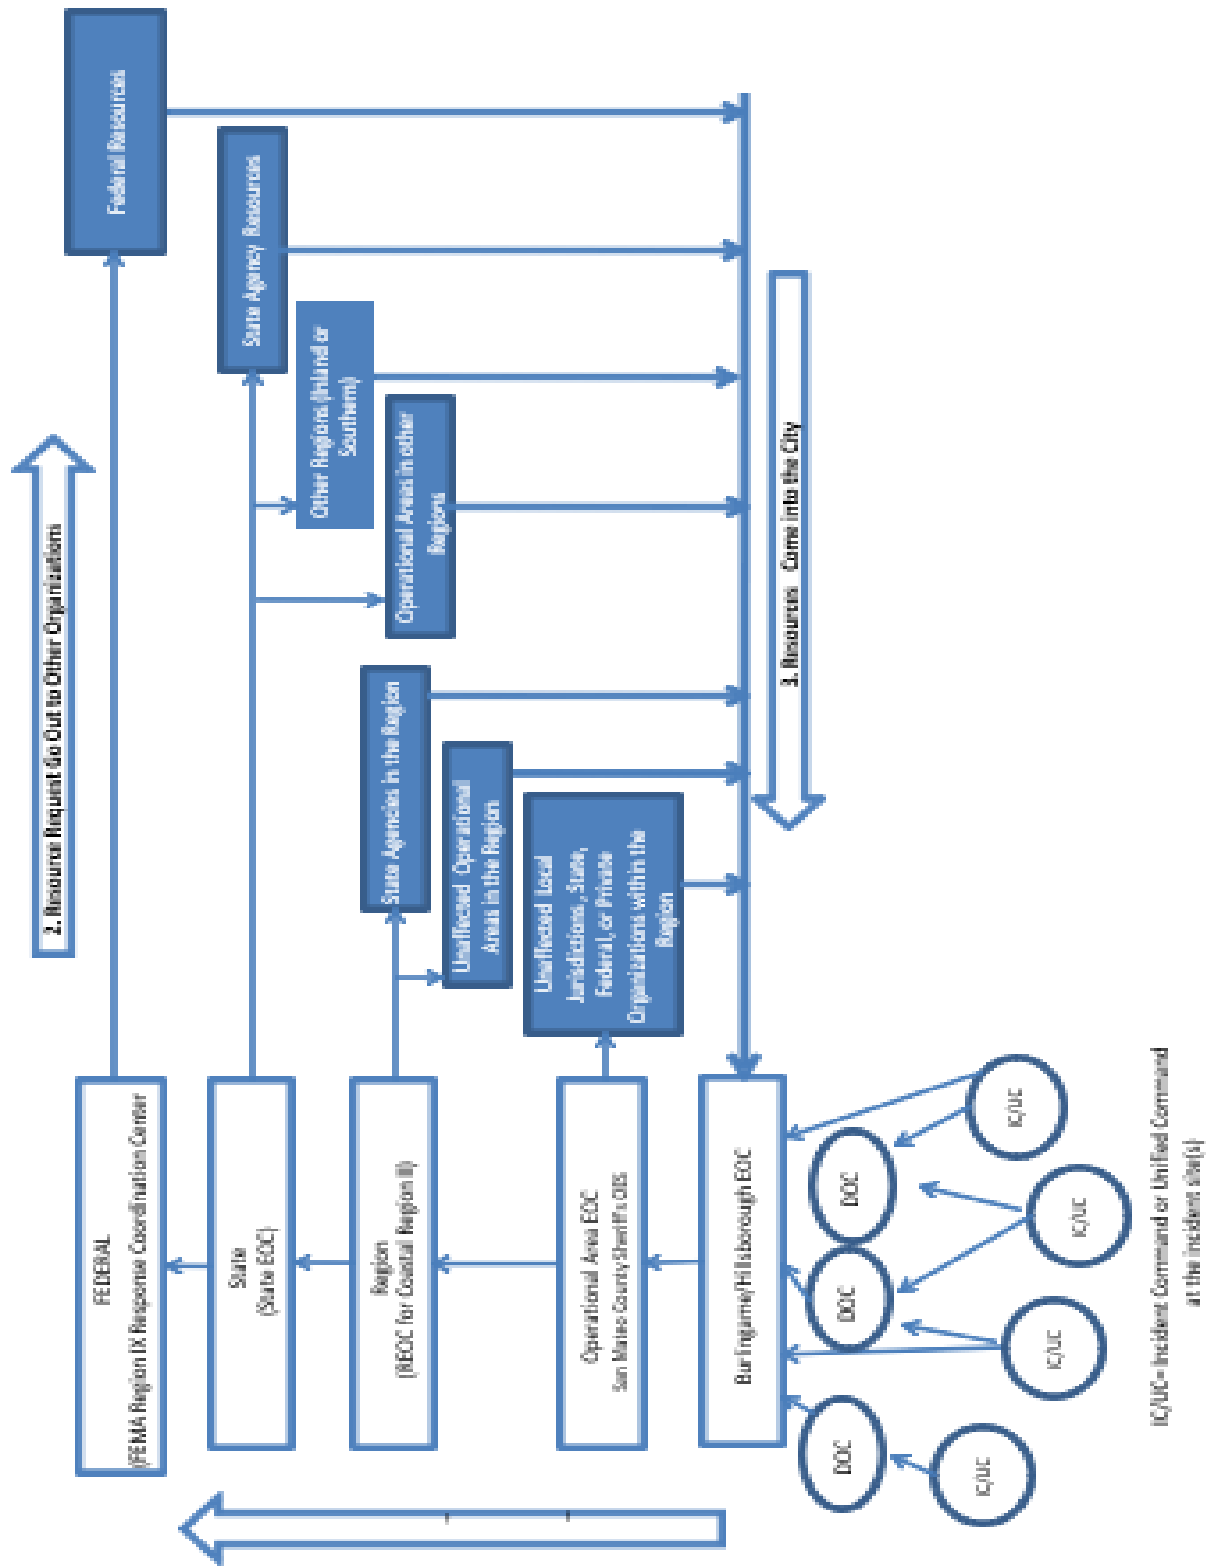 2. Resource Request Go Out to Other Organizations
FEDERAL
(FEMA Region IX Response Coordination Center
Federal Resources
State
(State EOC)
State Agency Resources
Other Regions (Inland or
Southern)
Operational Areas in other
Regions
Region
(REOC for Coastal Region II)
State Agencies in the Region
Unaffected Operational
Areas in the Region
Operational Area EOC
San Mateo County Sheriff's OES
Unaffected Local
Jurisdictions, State,
Federal, or Private
Organizations within the
Region
Burlingame/Hillsborough EOC
3. Resources Come into the City
DOC
DOC
DOC
IC/UC
IC/UC
IC/UC
IC/UC
IC/UC= Incident Command or Unified Command
at the incident site(s)